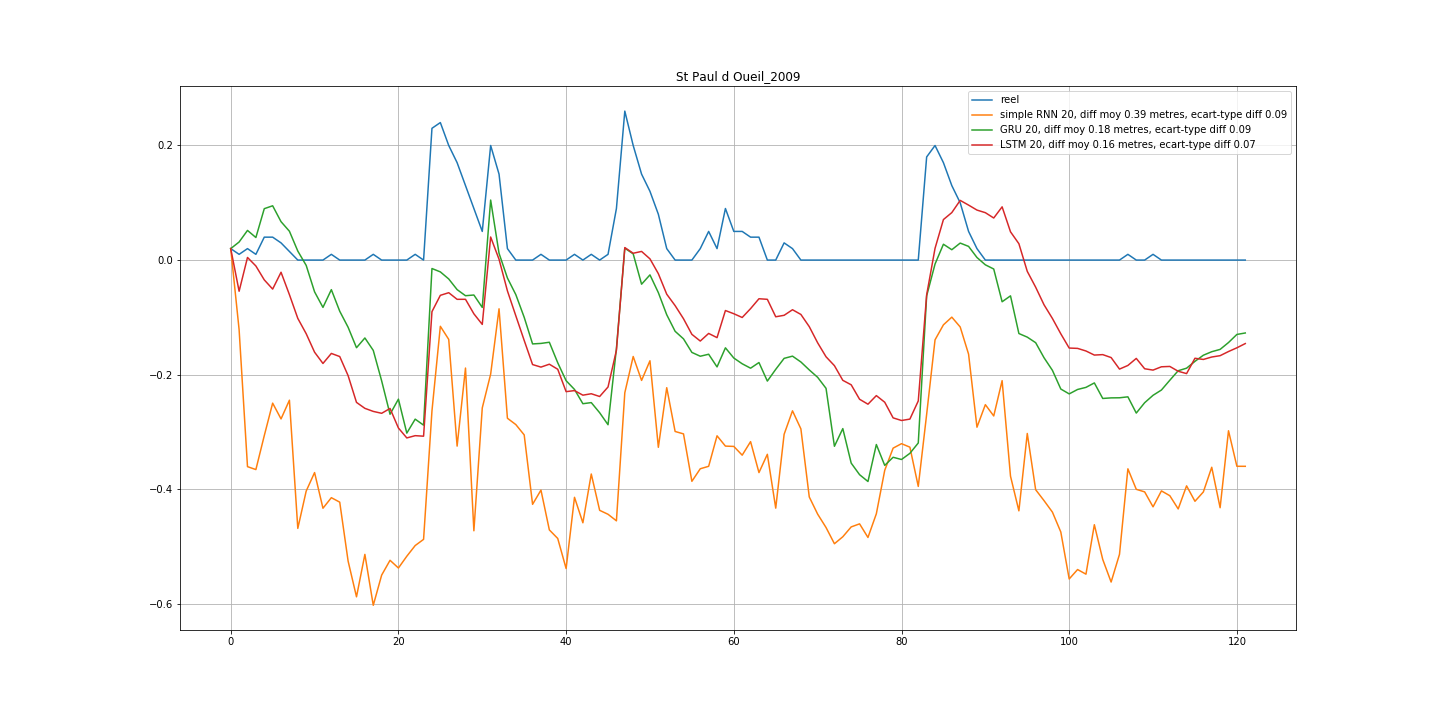 St Paul d Oueil_2009
reel
simple RNN 20, diff moy 0.39 metres, ecart-type diff 0.09
GRU 20, diff moy 0.18 metres, ecart-type diff 0.09
LSTM 20, diff moy 0.16 metres, ecart-type diff 0.07
0.2
0.0
−0.2
−0.4
−0.6
0 20 40 60 80 100 120